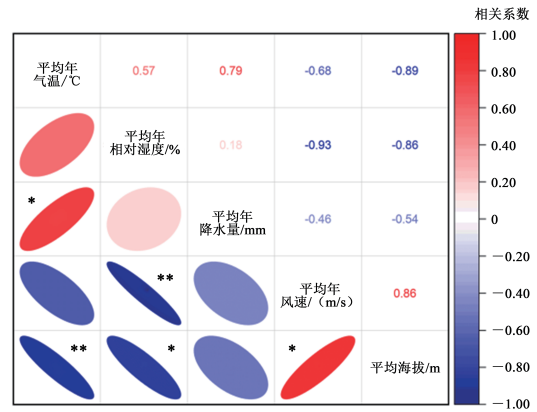 相关系数
平均年
气温/℃
0.57
0.79
-0.68
-0.89
平均年
相对湿度/%
0.18
-0.93
-0.86
*
平均年
降水量/mm
-0.46
-0.54
**
平均年
风速/（m/s）
0.86
**
*
*
平均海拔/m
1.00
0.80
0.60
0.40
0.20
0
−0.20
−0.40
−0.60
−0.80
−1.00